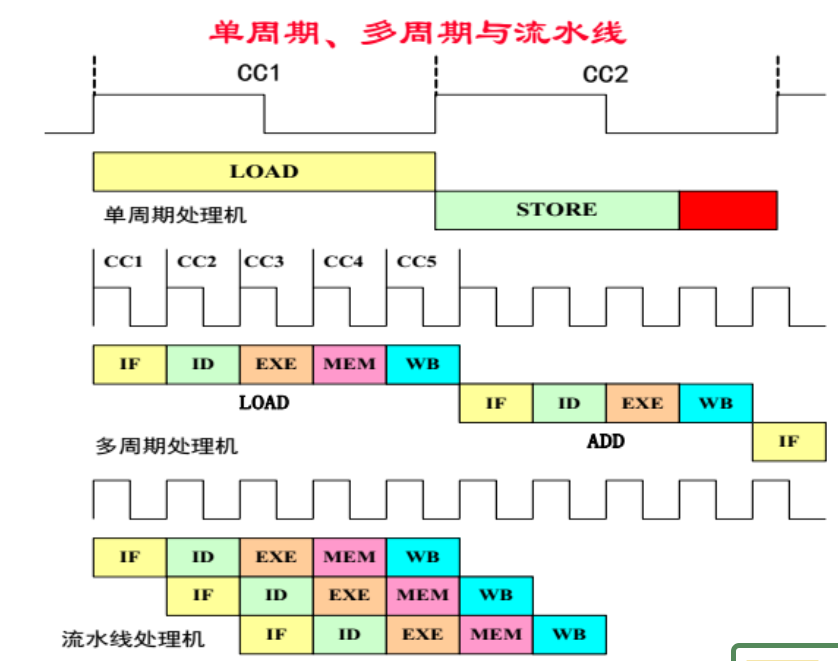 单周期、多周期与流水线
CC1 CC2
LOAD
STORE
单周期处理机
CC1 CC2 CC3 CC4 CC5
IF ID EXE MEM WB
LOAD
IF ID EXE WB
ADD
多周期处理机
IF
IF ID EXE MEM WB
IF ID EXE MEM WB
流水线处理机
IF ID EXE MEM WB